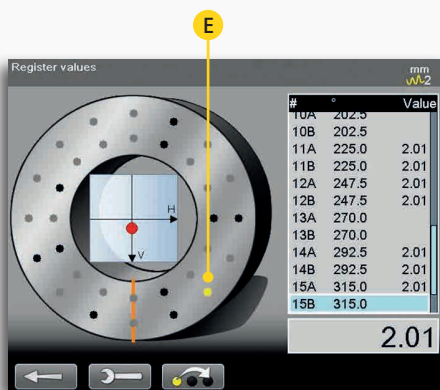 E
Register values
mm
2
# ° Value
10A 202.5
10B 202.5
11A 225.0 2.01
11B 225.0 2.01
12A 247.5 2.01
12B 247.5 2.01
13A 270.0
13B 270.0
14A 292.5 2.01
14B 292.5 2.01
15A 315.0 2.01
15B 315.0
2.01
H
V